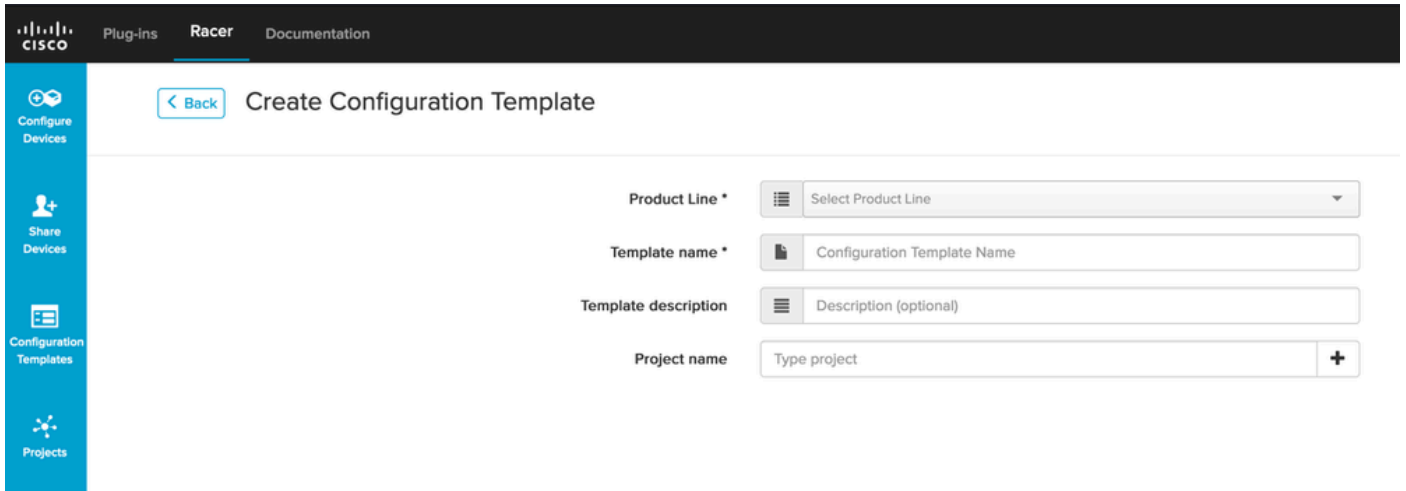 CISCO
Plug-ins Racer Documentation
Configure
Devices
Back Create Configuration Template
Share
Devices
Configuration
Templates
Projects
Product Line * Select Product Line
Template name * Configuration Template Name
Template description Description (optional)
Project name Type project